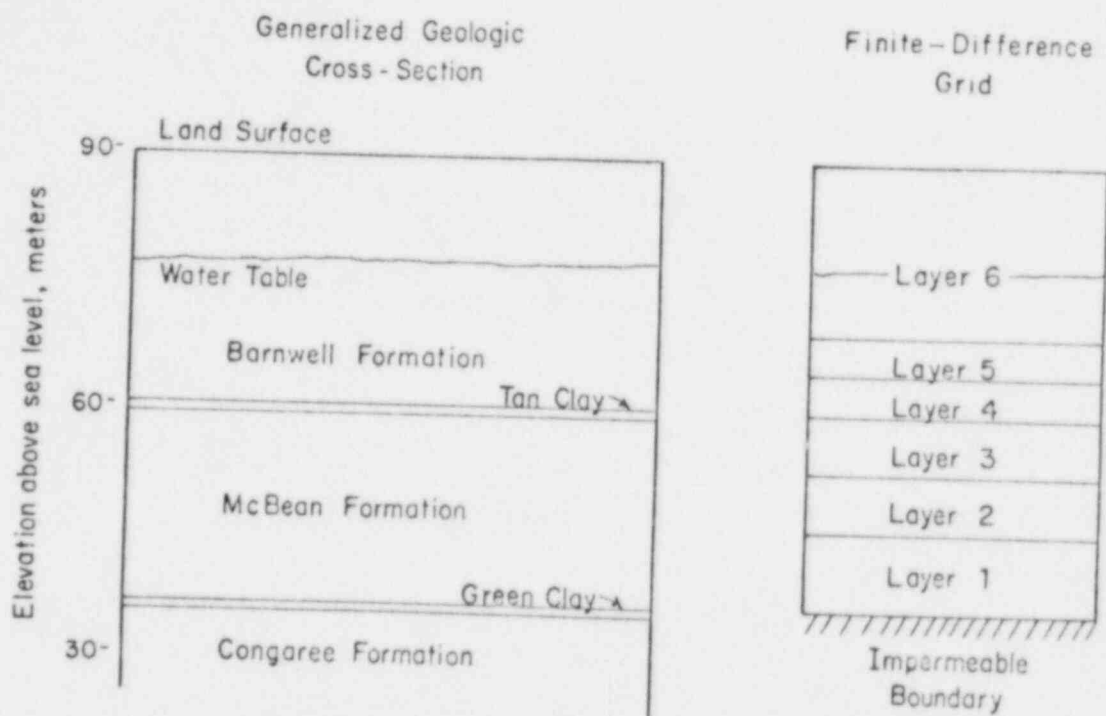 Generalized Geologic
Cross-Section
Finite-Difference
Grid
Elevation above sea level, meters
90-
Land Surface
Water Table
Barnwell Formation
60-
Tan Clay
McBean Formation
Green Clay
30-
Congaree Formation
Layer 6
Layer 5
Layer 4
Layer 3
Layer 2
Layer 1
Impermeable
Boundary